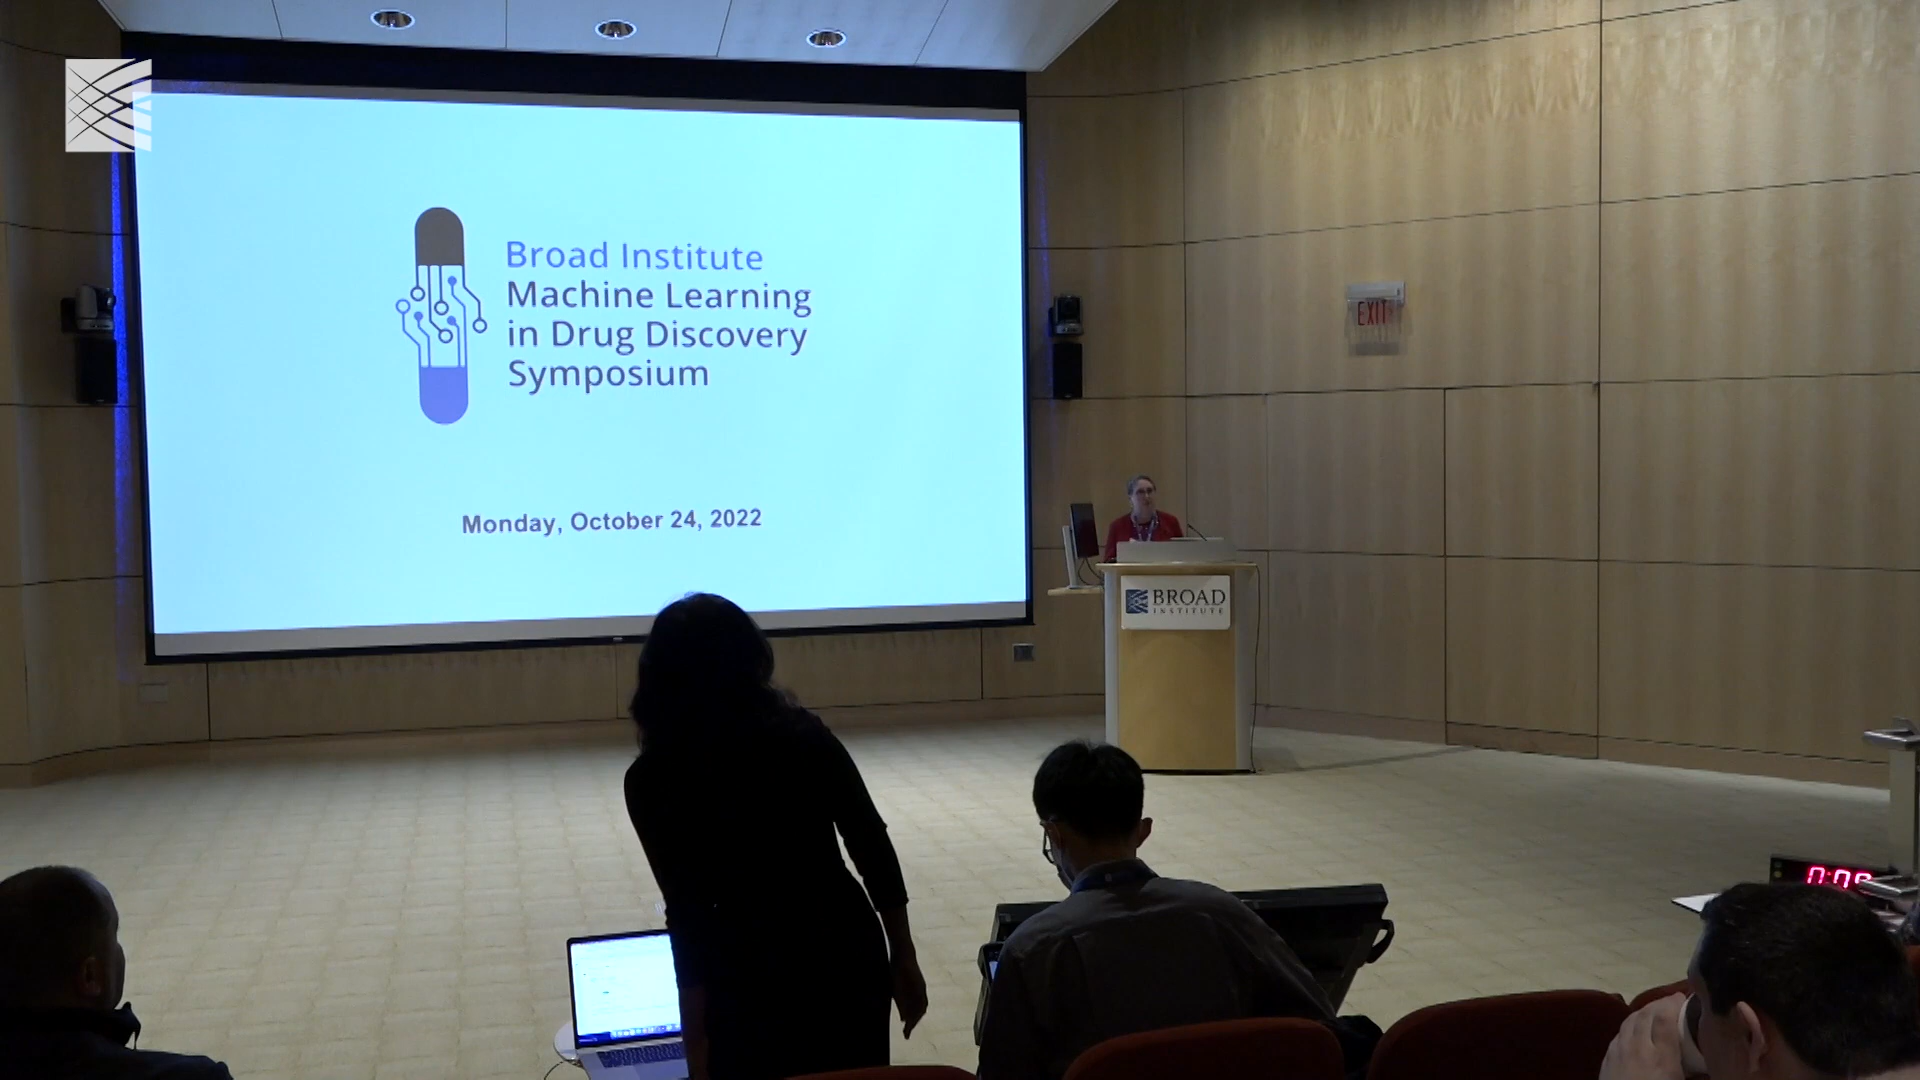 Broad Institute
Machine Learning
in Drug Discovery
Symposium
Monday, October 24, 2022
EXIT
BROAD
INSTITUTE